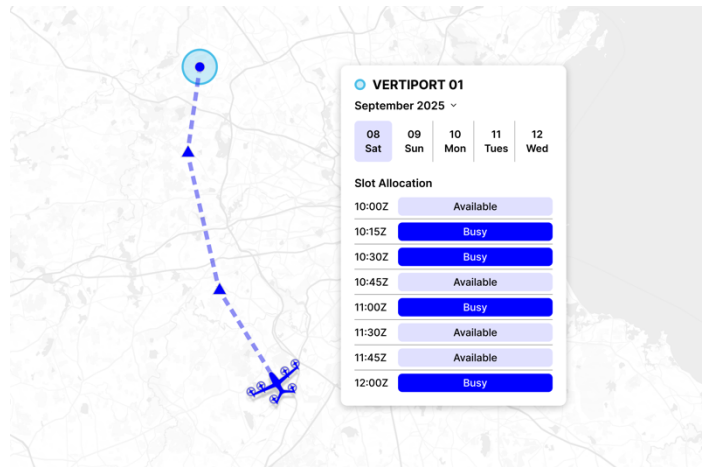 VERTIPORT 01
September 2025
08 09 10 11 12
Sat Sun Mon Tues Wed
Slot Allocation
10:00Z Available
10:15Z Busy
10:30Z Busy
10:45Z Available
11:00Z Busy
11:30Z Available
11:45Z Available
12:00Z Busy